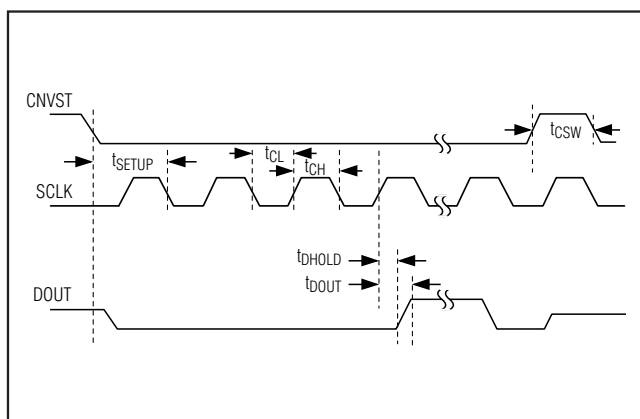 CNVST
tCSW
tSETUP
tCL
tCH
SCLK
tDHOLD
tDOUT
DOUT